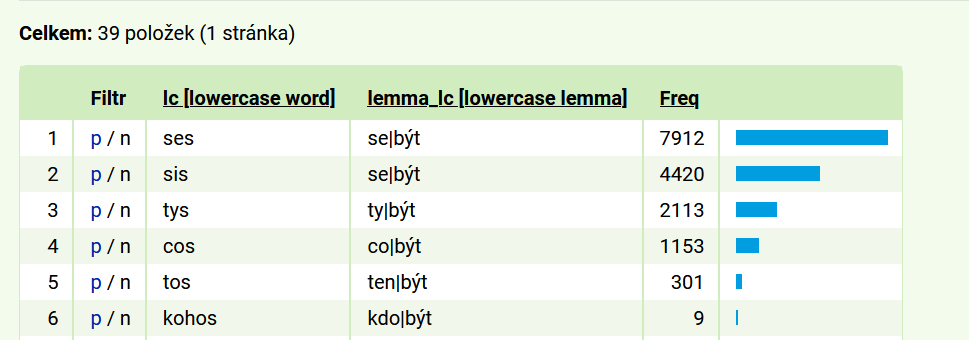 Celkem: 39 položek (1 stránka)
Filtr lc [lowercase word] lemma_lc [lowercase lemma] Freq
1 p / n ses se|být 7912
2 p / n sis se|být 4420
3 p / n tys ty|být 2113
4 p / n cos co|být 1153
5 p / n tos ten|být 301
6 p / n kohos kdo|být 9